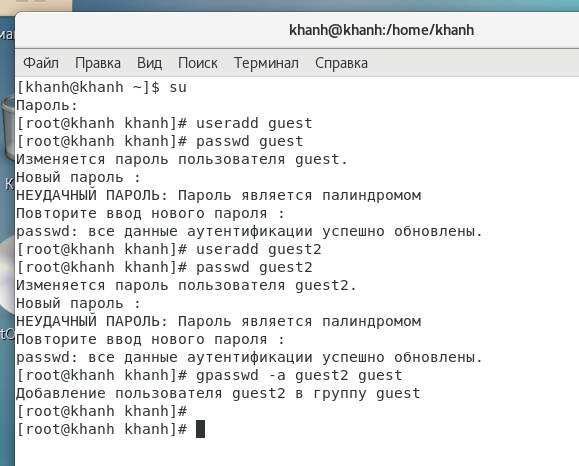 khanh@khanh:/home/khanh
Файл Правка Вид Поиск Терминал Справка
[khanh@khanh ~]$ su
Пароль:
[root@khanh khanh]# useradd guest
[root@khanh khanh]# passwd guest
Изменяется пароль пользователя guest.
Новый пароль :
НЕУДАЧНЫЙ ПАРОЛЬ: Пароль является палиндромом
Повторите ввод нового пароля :
passwd: все данные аутентификации успешно обновлены.
[root@khanh khanh]# useradd guest2
[root@khanh khanh]# passwd guest2
Изменяется пароль пользователя guest2.
Новый пароль :
НЕУДАЧНЫЙ ПАРОЛЬ: Пароль является палиндромом
Повторите ввод нового пароля :
passwd: все данные аутентификации успешно обновлены.
[root@khanh khanh]# gpasswd -a guest2 guest
Добавление пользователя guest2 в группу guest
[root@khanh khanh]#
[root@khanh khanh]#